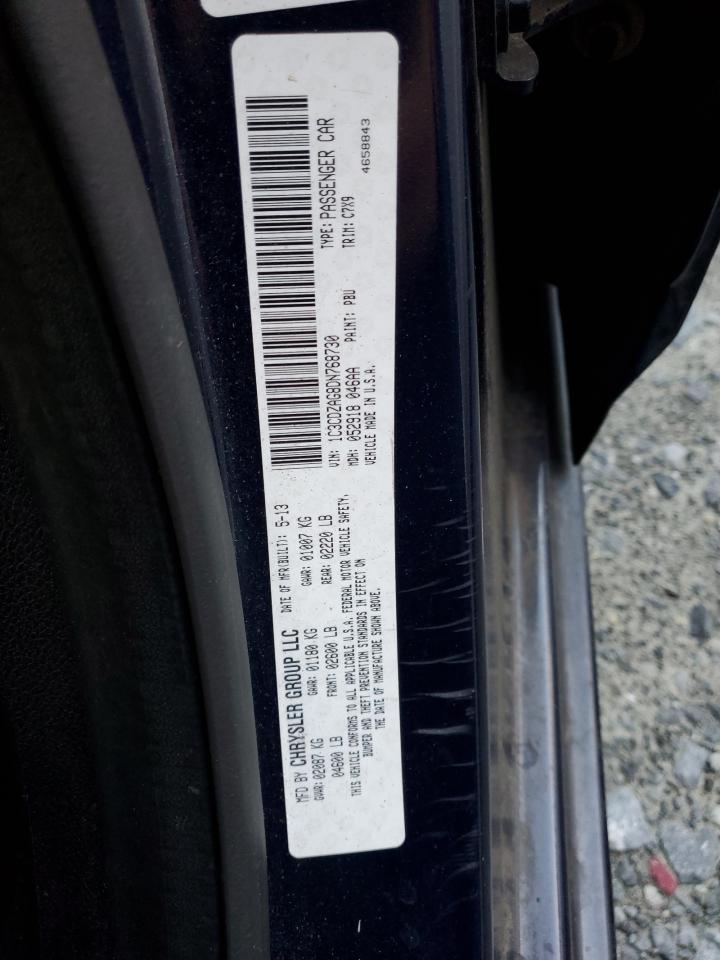 MFD BY CHRYSLER GROUP LLC DATE OF MFR(BUILT): 5-13
GVWR: 02087 KG GAWR: 01180 KG GAWR: 01007 KG
04600 LB FRONT: 02600 LB REAR: 02220 LB
THIS VEHICLE CONFORMS TO ALL APPLICABLE U.S.A. FEDERAL MOTOR VEHICLE SAFETY,
BUMPER AND THEFT PREVENTION STANDARDS IN EFFECT ON
THE DATE OF MANUFACTURE SHOWN ABOVE.
VIN: 1C3CDZAG8DN768730 TYPE: PASSENGER CAR
MDH: 052918 046AA PAINT: PBU TRIM: C7X9
VEHICLE MADE IN U.S.A. 4658843